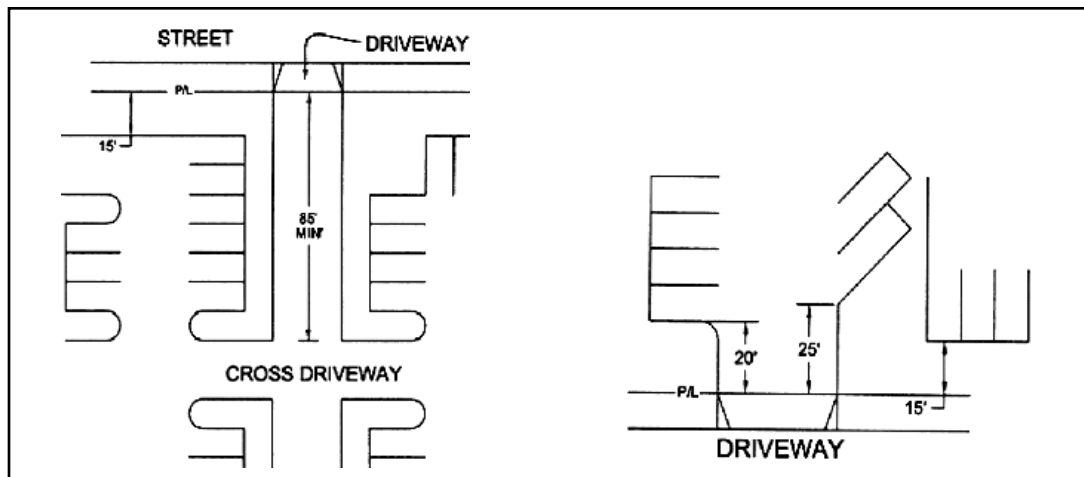 STREET
DRIVEWAY
P/L
15'
85'
MIN'
CROSS DRIVEWAY
20'
25'
P/L
15'
DRIVEWAY